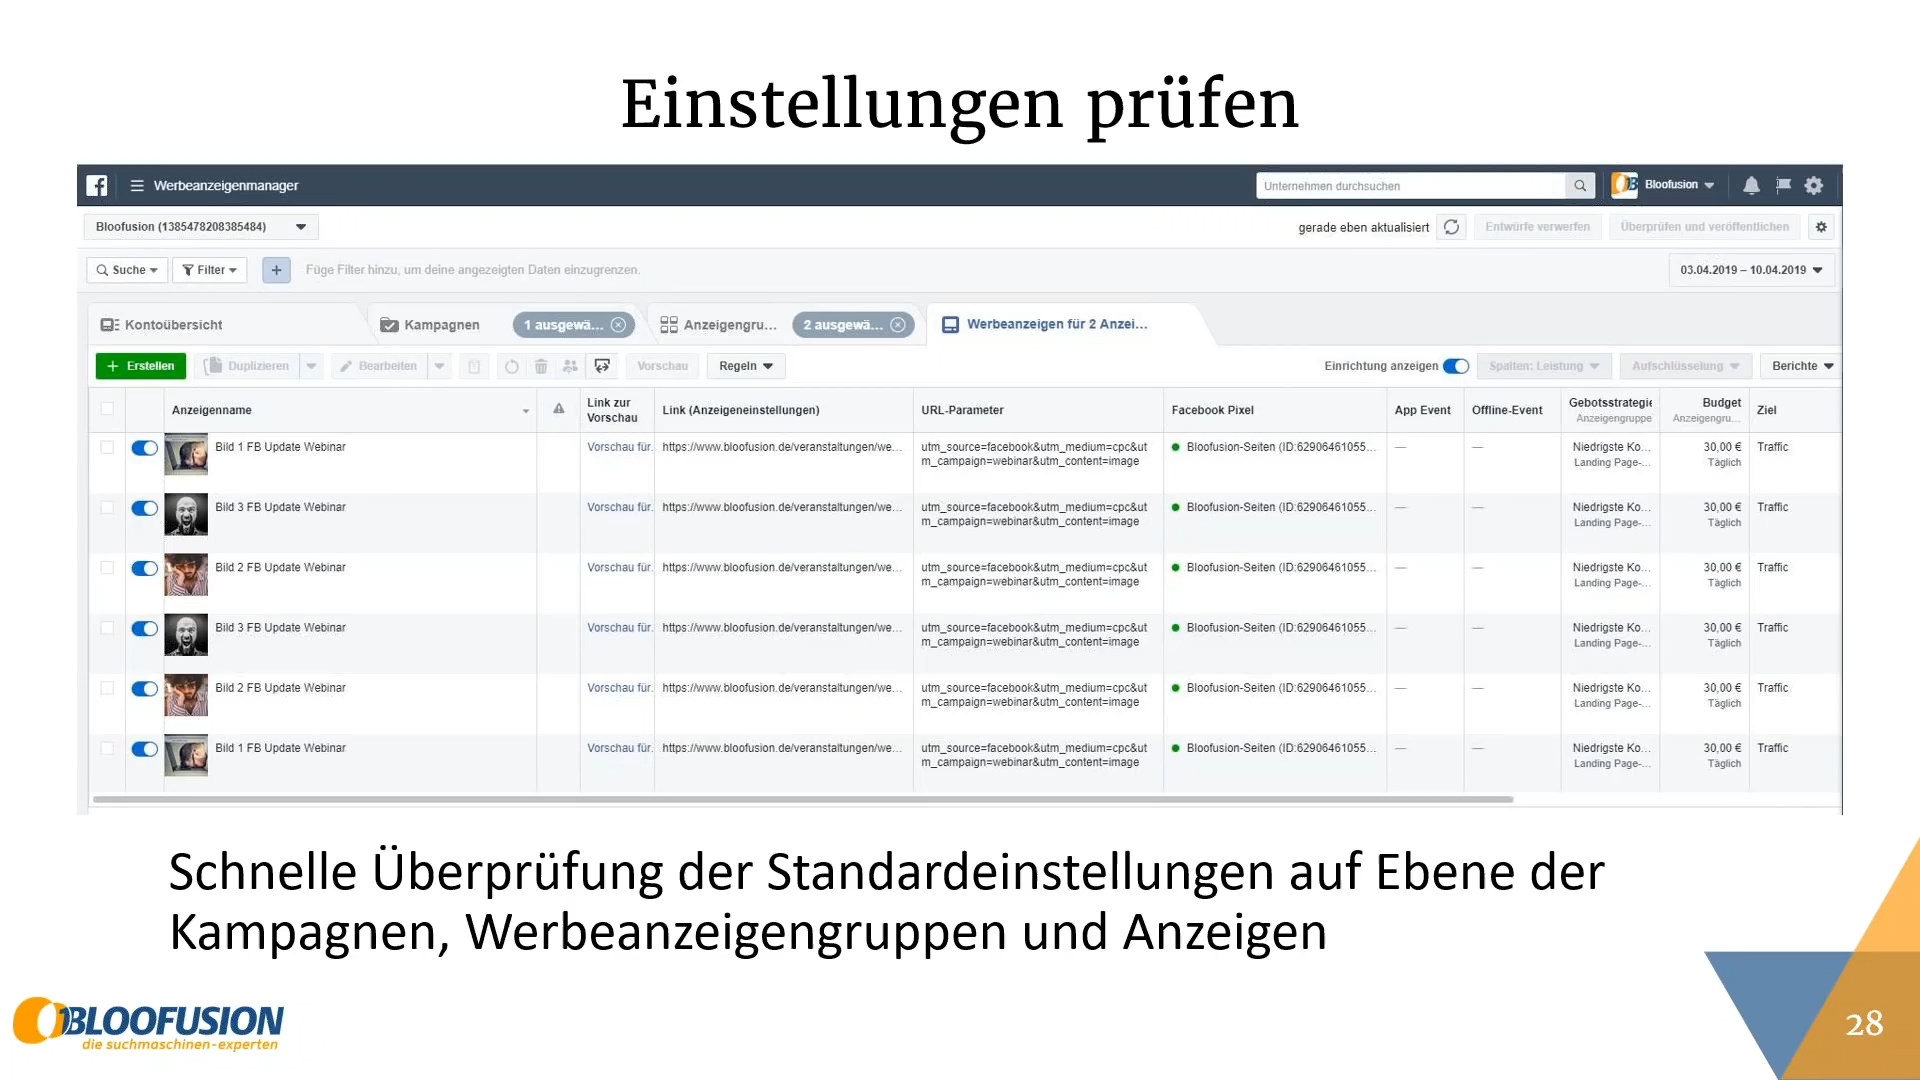 Einstellungen prüfen
Werbeanzeigenmanager
Unternehmen durchsuchen
Bloofusion
Bloofusion (1385478208385484)
gerade eben aktualisiert
Entwürfe verwerfen
Überprüfen und veröffentlichen
Suche
Filter
Füge Filter hinzu, um deine angezeigten Daten einzugrenzen.
03.04.2019 – 10.04.2019
Kontoübersicht
Kampagnen
1 ausgewä...
Anzeigengru...
2 ausgewä...
Werbeanzeigen für 2 Anzei...
+ Erstellen
Duplizieren
Bearbeiten
Vorschau
Regeln
Einrichtung anzeigen
Spalten: Leistung
Aufschlüsselung
Berichte
Anzeigenname
Link zur
Vorschau
Link (Anzeigeneinstellungen)
URL-Parameter
Facebook Pixel
App Event
Offline-Event
Gebotsstrategie
Anzeigengruppe
Budget
Anzeigengru...
Ziel
Bild 1 FB Update Webinar Vorschau für. https://www.bloofusion.de/veranstaltungen/we... utm_source=facebook&utm_medium=cpc&ut Bloofusion-Seiten (ID:62906461055... — — Niedrigste Ko... 30,00 € Traffic
m_campaign=webinar&utm_content=image Landing Page-... Täglich
Bild 3 FB Update Webinar Vorschau für. https://www.bloofusion.de/veranstaltungen/we... utm_source=facebook&utm_medium=cpc&ut Bloofusion-Seiten (ID:62906461055... — — Niedrigste Ko... 30,00 € Traffic
m_campaign=webinar&utm_content=image Landing Page-... Täglich
Bild 2 FB Update Webinar Vorschau für. https://www.bloofusion.de/veranstaltungen/we... utm_source=facebook&utm_medium=cpc&ut Bloofusion-Seiten (ID:62906461055... — — Niedrigste Ko... 30,00 € Traffic
m_campaign=webinar&utm_content=image Landing Page-... Täglich
Bild 3 FB Update Webinar Vorschau für. https://www.bloofusion.de/veranstaltungen/we... utm_source=facebook&utm_medium=cpc&ut Bloofusion-Seiten (ID:62906461055... — — Niedrigste Ko... 30,00 € Traffic
m_campaign=webinar&utm_content=image Landing Page-... Täglich
Bild 2 FB Update Webinar Vorschau für. https://www.bloofusion.de/veranstaltungen/we... utm_source=facebook&utm_medium=cpc&ut Bloofusion-Seiten (ID:62906461055... — — Niedrigste Ko... 30,00 € Traffic
m_campaign=webinar&utm_content=image Landing Page-... Täglich
Bild 1 FB Update Webinar Vorschau für. https://www.bloofusion.de/veranstaltungen/we... utm_source=facebook&utm_medium=cpc&ut Bloofusion-Seiten (ID:62906461055... — — Niedrigste Ko... 30,00 € Traffic
m_campaign=webinar&utm_content=image Landing Page-... Täglich
Schnelle Überprüfung der Standardeinstellungen auf Ebene der
Kampagnen, Werbeanzeigengruppen und Anzeigen
BLOOFUSION
die suchmaschinen-experten
28